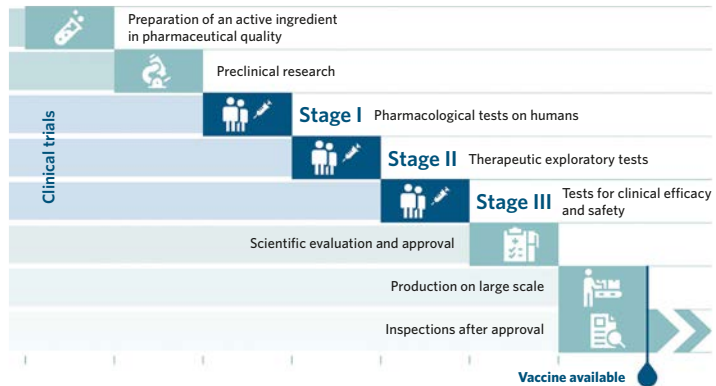 Preparation of an active ingredient
in pharmaceutical quality
Preclinical research
Clinical trials
Stage I Pharmacological tests on humans
Stage II Therapeutic exploratory tests
Stage III Tests for clinical efficacy
and safety
Scientific evaluation and approval
Production on large scale
Inspections after approval
Vaccine available